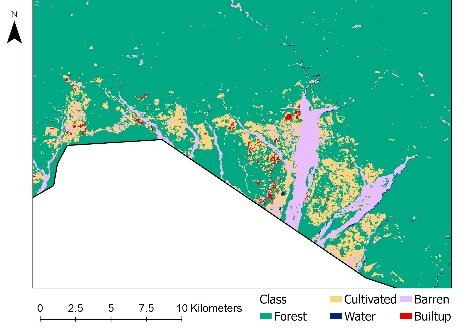 N
0 2.5 5 7.5 10 Kilometers
Class
Forest
Cultivated
Water
Barren
Builtup